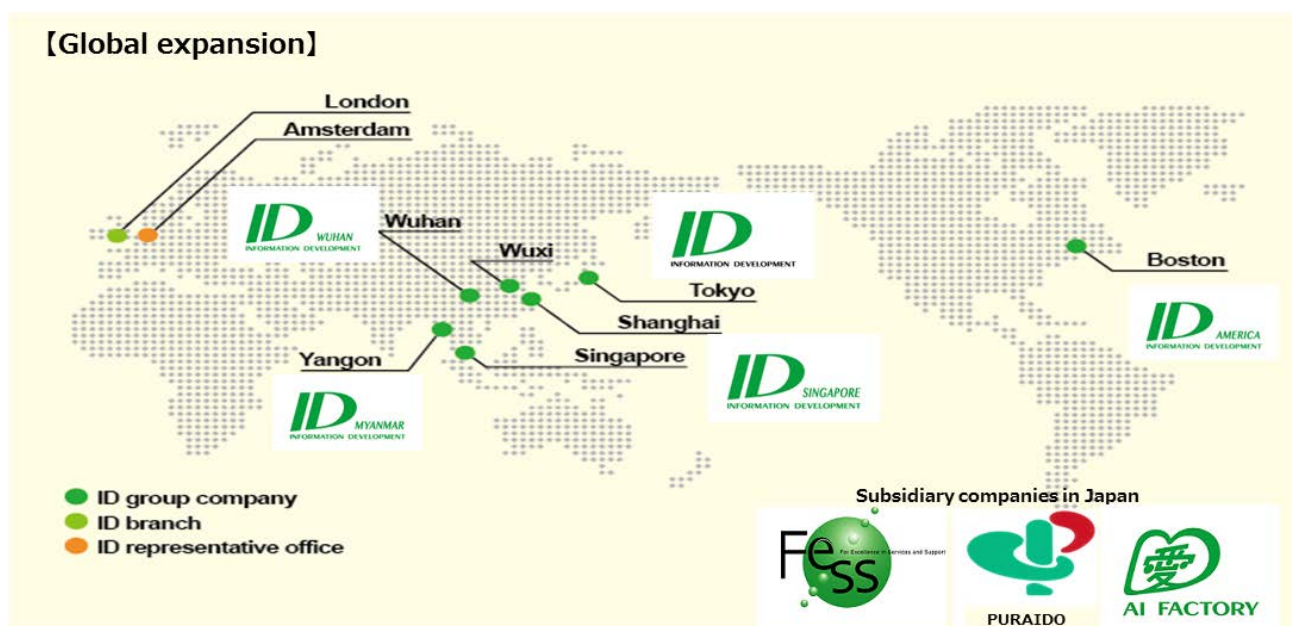 【Global expansion】
London
Amsterdam
ID WUHAN
INFORMATION DEVELOPMENT
Wuhan
Wuxi
ID
INFORMATION DEVELOPMENT
Tokyo
Shanghai
Boston
ID AMERICA
INFORMATION DEVELOPMENT
Yangon
Singapore
ID SINGAPORE
INFORMATION DEVELOPMENT
ID MYANMAR
INFORMATION DEVELOPMENT
ID group company
ID branch
ID representative office
Subsidiary companies in Japan
FeSS
For Excellence in Services and Support
PURAIDO
愛
AI FACTORY